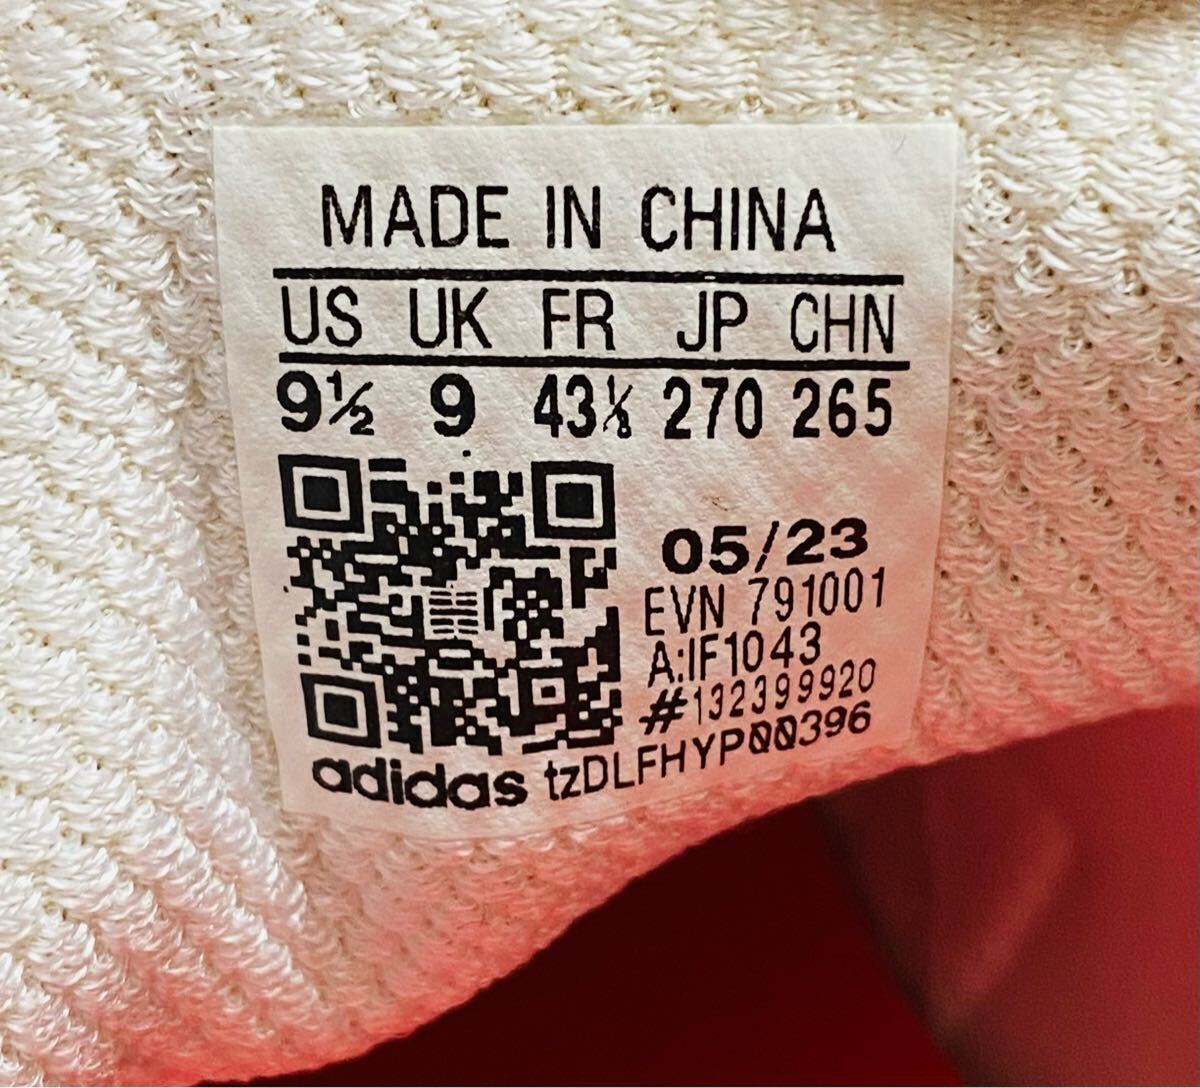 MADE IN CHINA
US UK FR JP CHN
9½ 9 43⅓ 270 265
05/23
EVN 791001
A:IF1043
#132399920
adidas tzDLFHYP00396